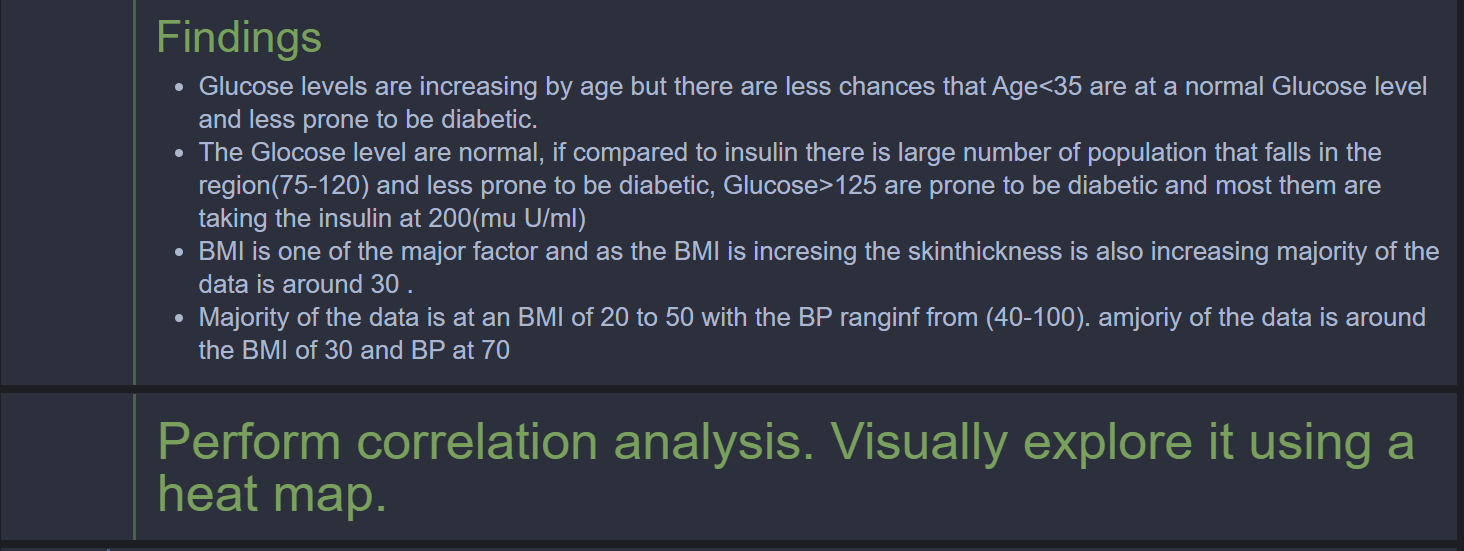 Findings
• Glucose levels are increasing by age but there are less chances that Age<35 are at a normal Glucose level
and less prone to be diabetic.
• The Glocose level are normal, if compared to insulin there is large number of population that falls in the
region(75-120) and less prone to be diabetic, Glucose>125 are prone to be diabetic and most them are
taking the insulin at 200(mu U/ml)
• BMI is one of the major factor and as the BMI is incresing the skinthickness is also increasing majority of the
data is around 30 .
• Majority of the data is at an BMI of 20 to 50 with the BP ranginf from (40-100). amjoriy of the data is around
the BMI of 30 and BP at 70
Perform correlation analysis. Visually explore it using a
heat map.